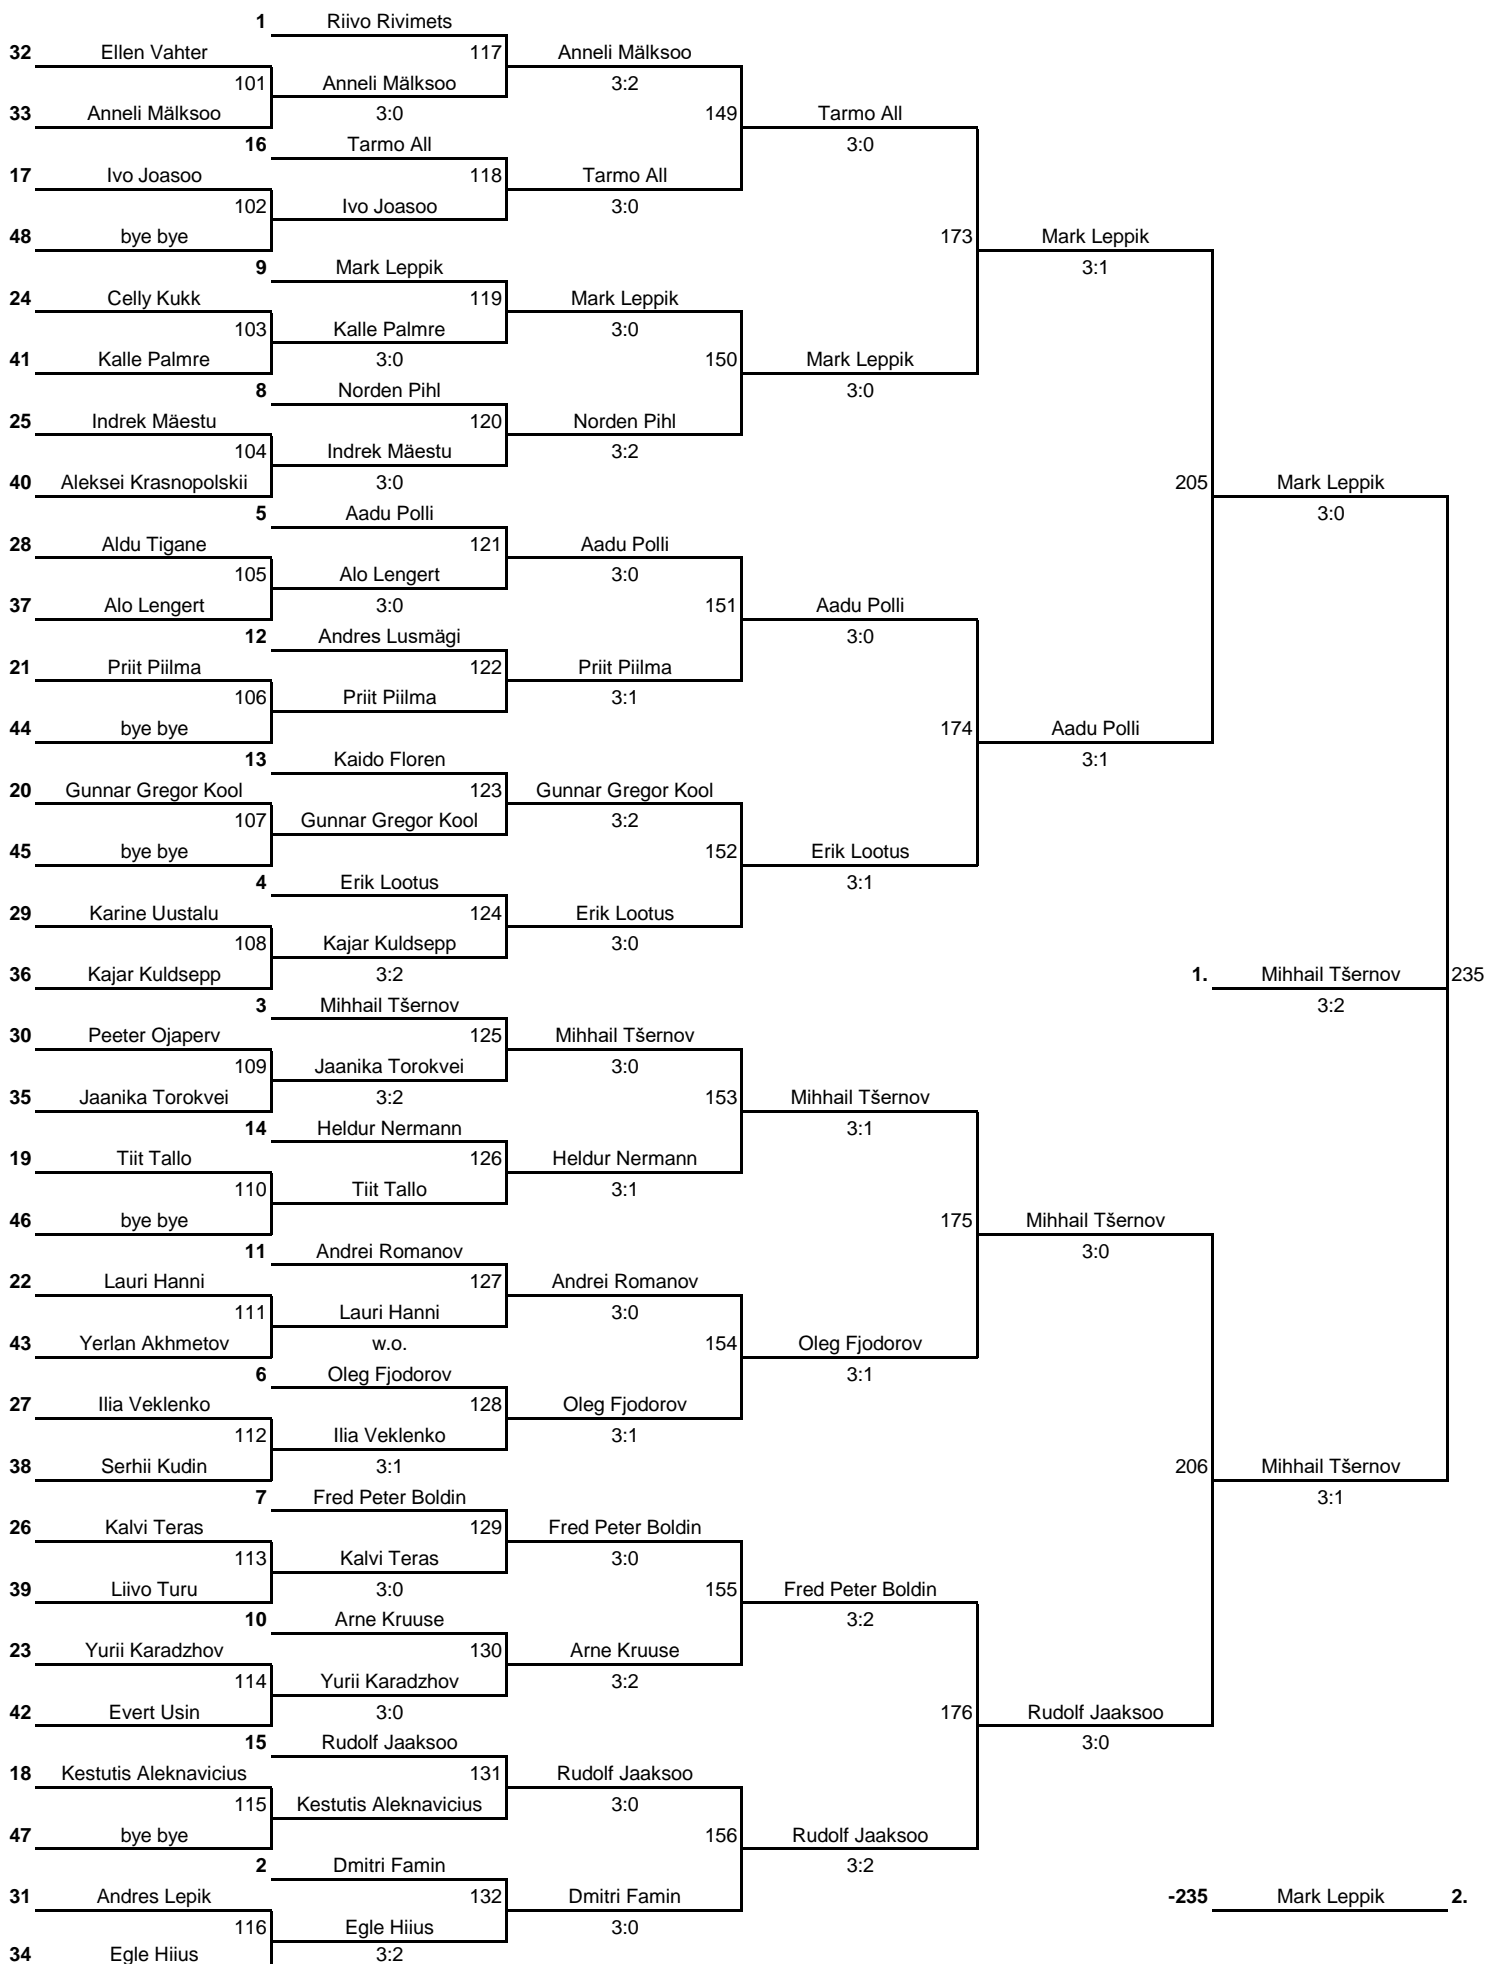 1 Riivo Rivimets
32 Ellen Vahter 117 Anneli Mälksoo
101 Anneli Mälksoo 3:2
33 Anneli Mälksoo 3:0 149 Tarmo All
16 Tarmo All 3:0
17 Ivo Joasoo 118 Tarmo All
102 Ivo Joasoo 3:0
48 bye bye 173 Mark Leppik
9 Mark Leppik 3:1
24 Celly Kukk 119 Mark Leppik
103 Kalle Palmre 3:0
41 Kalle Palmre 3:0 150 Mark Leppik
8 Norden Pihl 3:0
25 Indrek Mäestu 120 Norden Pihl
104 Indrek Mäestu 3:2
40 Aleksei Krasnopolskii 3:0 205 Mark Leppik
5 Aadu Polli 3:0
28 Aldu Tigane 121 Aadu Polli
105 Alo Lengert 3:0
37 Alo Lengert 3:0 151 Aadu Polli
12 Andres Lusmägi 3:0
21 Priit Piilma 122 Priit Piilma
106 Priit Piilma 3:1
44 bye bye 174 Aadu Polli
13 Kaido Floren 3:1
20 Gunnar Gregor Kool 123 Gunnar Gregor Kool
107 Gunnar Gregor Kool 3:2
45 bye bye 152 Erik Lootus
4 Erik Lootus 3:1
29 Karine Uustalu 124 Erik Lootus
108 Kajar Kuldsepp 3:0
36 Kajar Kuldsepp 3:2 1. Mihhail Tšernov 235
3 Mihhail Tšernov 3:2
30 Peeter Ojaperv 125 Mihhail Tšernov
109 Jaanika Torokvei 3:0
35 Jaanika Torokvei 3:2 153 Mihhail Tšernov
14 Heldur Nermann 3:1
19 Tiit Tallo 126 Heldur Nermann
110 Tiit Tallo 3:1
46 bye bye 175 Mihhail Tšernov
11 Andrei Romanov 3:0
22 Lauri Hanni 127 Andrei Romanov
111 Lauri Hanni 3:0
43 Yerlan Akhmetov w.o. 154 Oleg Fjodorov
6 Oleg Fjodorov 3:1
27 Ilia Veklenko 128 Oleg Fjodorov
112 Ilia Veklenko 3:1
38 Serhii Kudin 3:1 206 Mihhail Tšernov
7 Fred Peter Boldin 3:1
26 Kalvi Teras 129 Fred Peter Boldin
113 Kalvi Teras 3:0
39 Liivo Turu 3:0 155 Fred Peter Boldin
10 Arne Kruuse 3:2
23 Yurii Karadzhov 130 Arne Kruuse
114 Yurii Karadzhov 3:2
42 Evert Usin 3:0 176 Rudolf Jaaksoo
15 Rudolf Jaaksoo 3:0
18 Kestutis Aleknavicius 131 Rudolf Jaaksoo
115 Kestutis Aleknavicius 3:0
47 bye bye 156 Rudolf Jaaksoo
2 Dmitri Famin 3:2
31 Andres Lepik 132 Dmitri Famin -235 Mark Leppik 2.
116 Egle Hiius 3:0
34 Egle Hiius 3:2